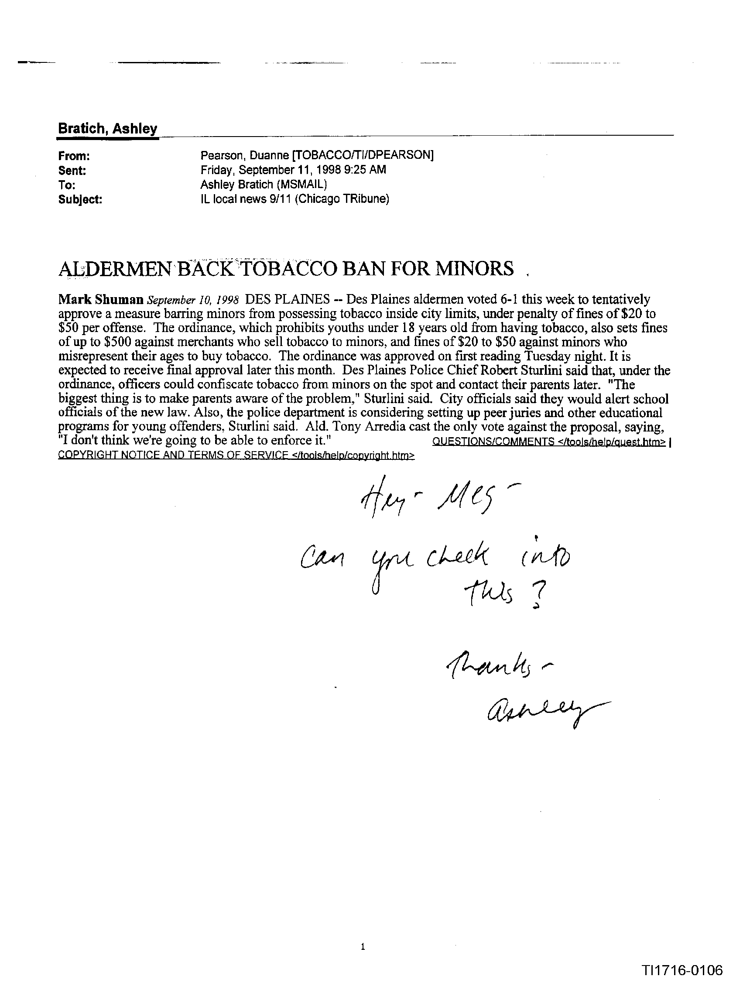 Bratich, Ashley
From: Pearson, Duanne [TOBACCO/TI/DPEARSON]
Sent: Friday, September 11, 1998 9:25 AM
To: Ashley Bratich (MSMAIL)
Subject: IL local news 9/11 (Chicago TRibune)
ALDERMEN BACK TOBACCO BAN FOR MINORS
Mark Shuman September 10, 1998 DES PLAINES -- Des Plaines aldermen voted 6-1 this week to tentatively
approve a measure barring minors from possessing tobacco inside city limits, under penalty of fines of $20 to
$50 per offense. The ordinance, which prohibits youths under 18 years old from having tobacco, also sets fines
of up to $500 against merchants who sell tobacco to minors, and fines of $20 to $50 against minors who
misrepresent their ages to buy tobacco. The ordinance was approved on first reading Tuesday night. It is
expected to receive final approval later this month. Des Plaines Police Chief Robert Sturlini said that, under the
ordinance, officers could confiscate tobacco from minors on the spot and contact their parents later. "The
biggest thing is to make parents aware of the problem," Sturlini said. City officials said they would alert school
officials of the new law. Also, the police department is considering setting up peer juries and other educational
programs for young offenders, Sturlini said. Ald. Tony Arredia cast the only vote against the proposal, saying,
"I don't think we're going to be able to enforce it." QUESTIONS/COMMENTS </tools/help/quest.htm> |
COPYRIGHT NOTICE AND TERMS OF SERVICE </tools/help/copyright.htm>
Hey - Meg -
Can you check into
this?
Thanks -
Ashley
1
TI1716-0106